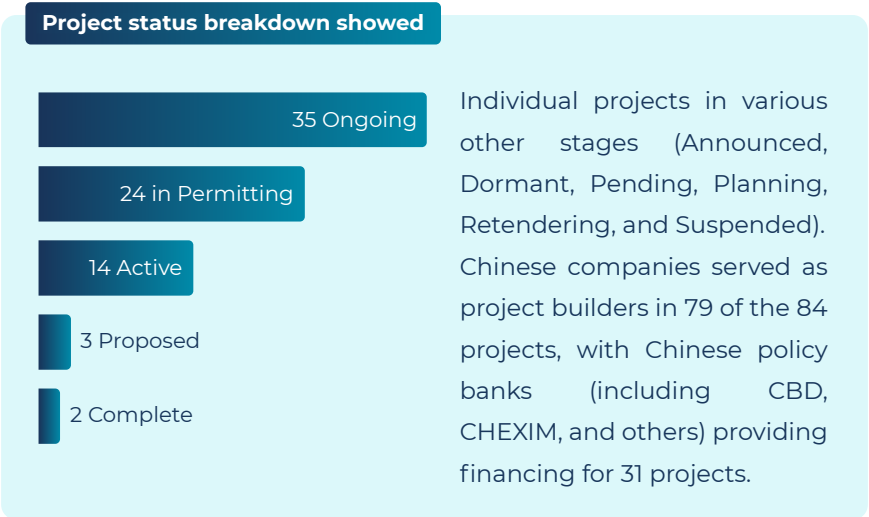 Project status breakdown showed
35 Ongoing
24 in Permitting
14 Active
3 Proposed
2 Complete
Individual projects in various
other stages (Announced,
Dormant, Pending, Planning,
Retendering, and Suspended).
Chinese companies served as
project builders in 79 of the 84
projects, with Chinese policy
banks (including CBD,
CHEXIM, and others) providing
financing for 31 projects.